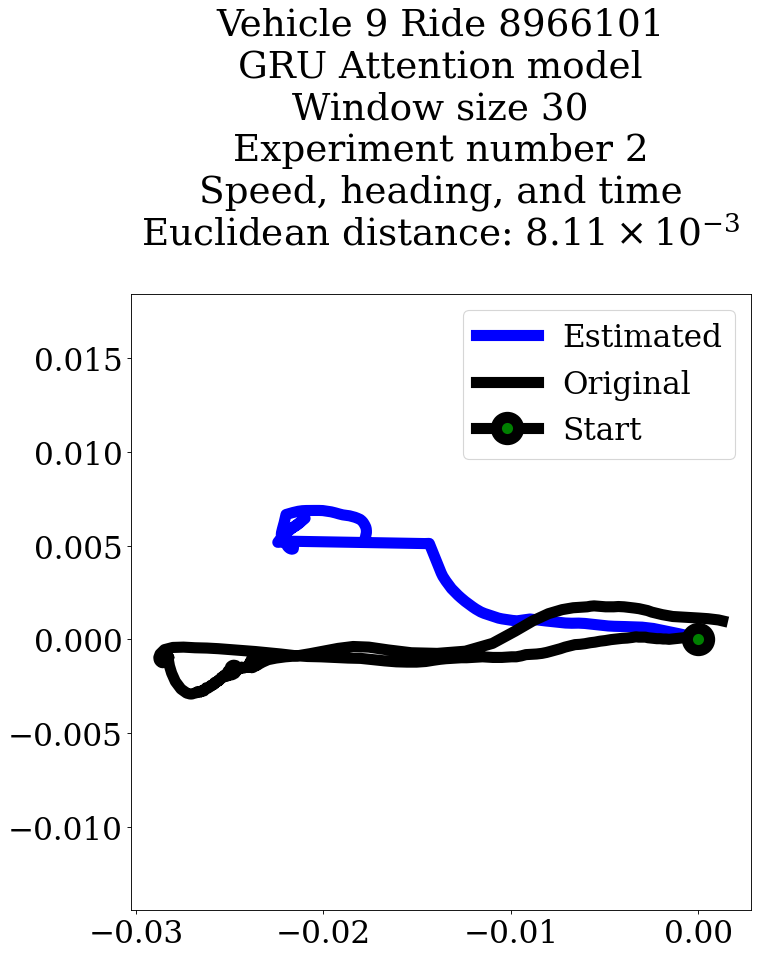 Vehicle 9 Ride 8966101
GRU Attention model
Window size 30
Experiment number 2
Speed, heading, and time
Euclidean distance: 8.11 × 10⁻³
Estimated
Original
Start
0.015
0.010
0.005
0.000
−0.005
−0.010
−0.03 −0.02 −0.01 0.00